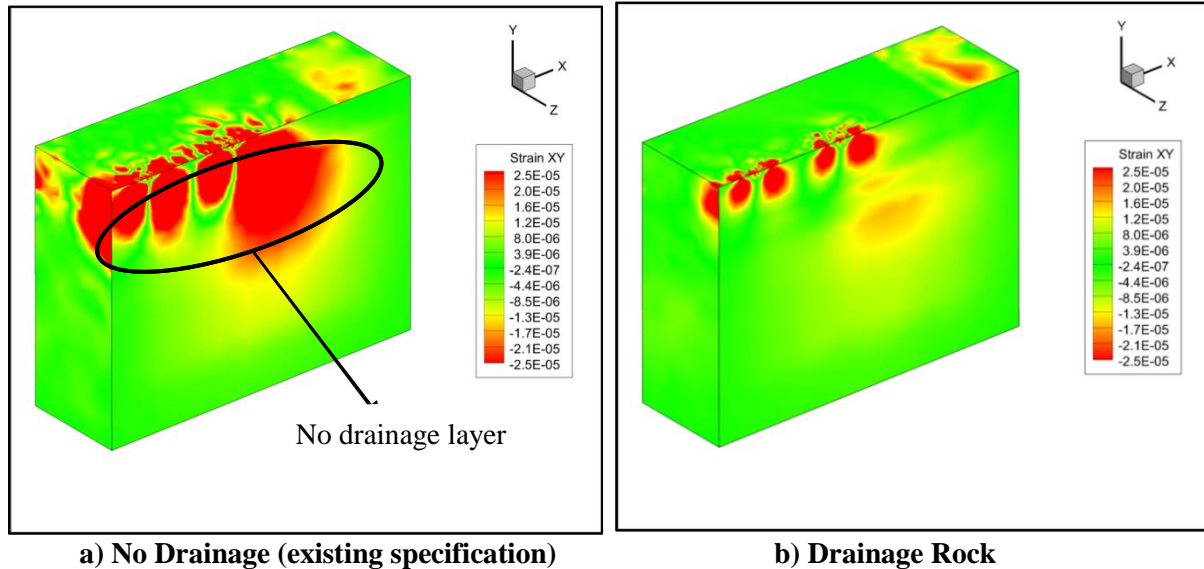 Y
X
Z
Strain XY
2.5E-05
2.0E-05
1.6E-05
1.2E-05
8.0E-06
3.9E-06
-2.4E-07
-4.4E-06
-8.5E-06
-1.3E-05
-1.7E-05
-2.1E-05
-2.5E-05
No drainage layer
a) No Drainage (existing specification)
Y
X
Z
Strain XY
2.5E-05
2.0E-05
1.6E-05
1.2E-05
8.0E-06
3.9E-06
-2.4E-07
-4.4E-06
-8.5E-06
-1.3E-05
-1.7E-05
-2.1E-05
-2.5E-05
b) Drainage Rock